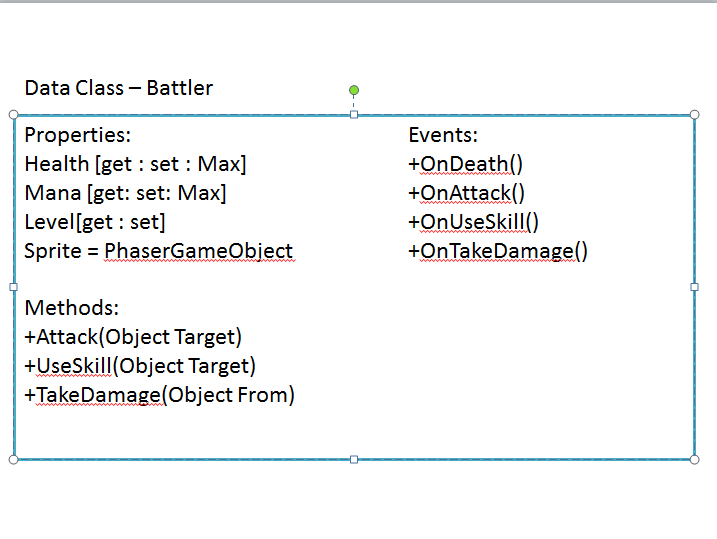 Data Class – Battler
Properties:
Health [get : set : Max]
Mana [get: set: Max]
Level[get : set]
Sprite = PhaserGameObject
Methods:
+Attack(Object Target)
+UseSkill(Object Target)
+TakeDamage(Object From)
Events:
+OnDeath()
+OnAttack()
+OnUseSkill()
+OnTakeDamage()